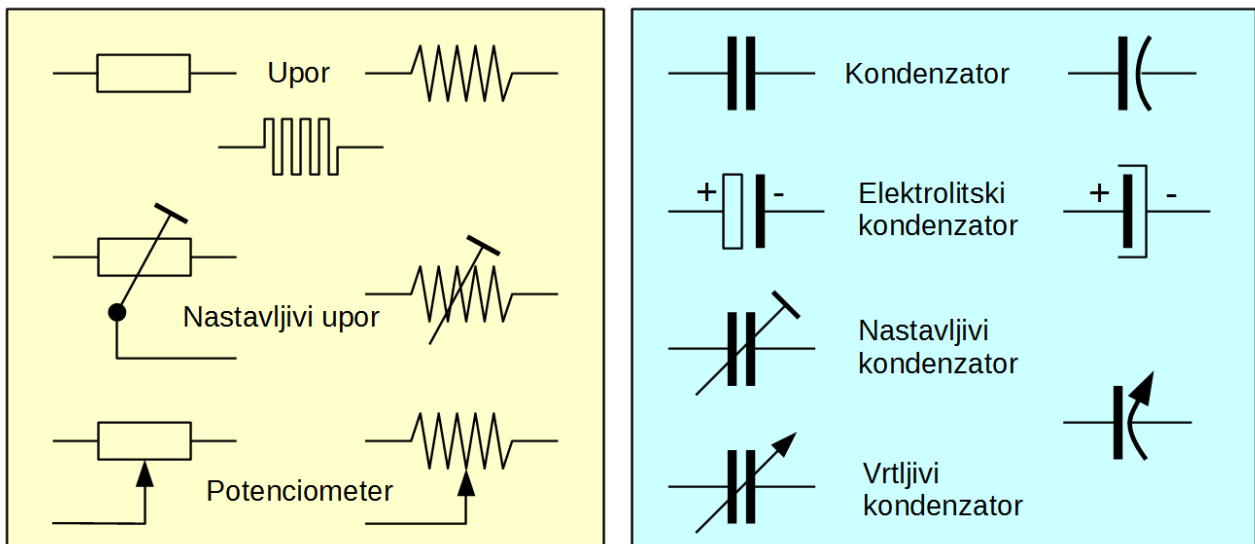 Upor
Nastavljivi upor
Potenciometer
Kondenzator
+ -
Elektrolitski
kondenzator
+ -
Nastavljivi
kondenzator
Vrtljivi
kondenzator